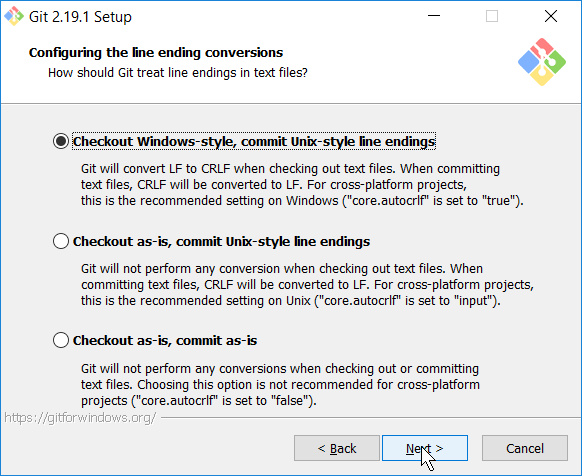 Git 2.19.1 Setup
Configuring the line ending conversions
How should Git treat line endings in text files?
Checkout Windows-style, commit Unix-style line endings
Git will convert LF to CRLF when checking out text files. When committing
text files, CRLF will be converted to LF. For cross-platform projects,
this is the recommended setting on Windows ("core.autocrlf" is set to "true").
Checkout as-is, commit Unix-style line endings
Git will not perform any conversion when checking out text files. When
committing text files, CRLF will be converted to LF. For cross-platform projects,
this is the recommended setting on Unix ("core.autocrlf" is set to "input").
Checkout as-is, commit as-is
Git will not perform any conversions when checking out or committing
text files. Choosing this option is not recommended for cross-platform
projects ("core.autocrlf" is set to "false").
https://gitforwindows.org/
< Back
Next >
Cancel